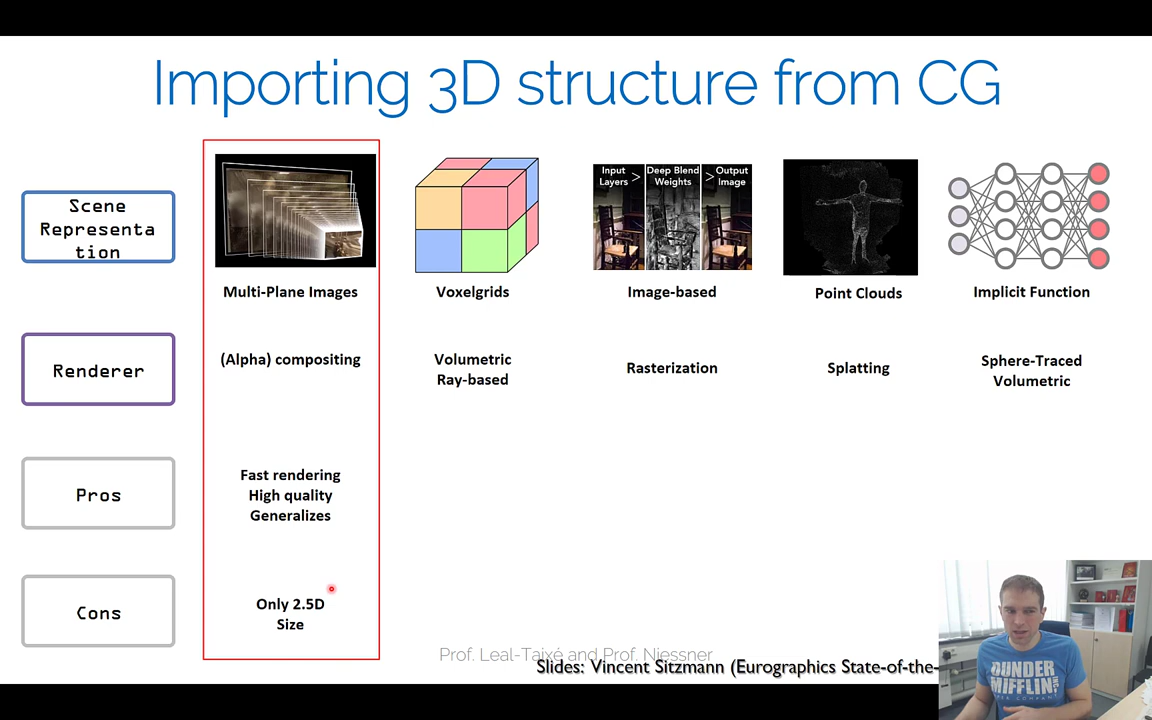 Importing 3D structure from CG
Scene
Representa
tion
Input
Layers >
Deep Blend
Weights >
Output
Image
Multi-Plane Images
Voxelgrids
Image-based
Point Clouds
Implicit Function
Renderer
(Alpha) compositing
Volumetric
Ray-based
Rasterization
Splatting
Sphere-Traced
Volumetric
Pros
Fast rendering
High quality
Generalizes
Cons
Only 2.5D
Size
Prof. Leal-Taixé and Prof. Niessner
Slides: Vincent Sitzmann (Eurographics State-of-the-
DUNDER
MIFFLIN